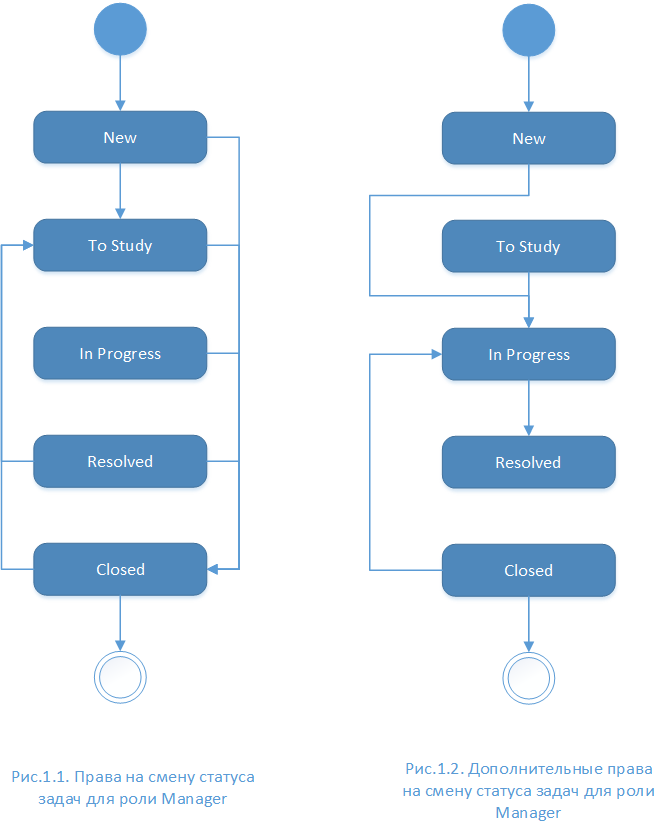 New
To Study
In Progress
Resolved
Closed
Рис.1.1. Права на смену статуса
задач для роли Manager
New
To Study
In Progress
Resolved
Closed
Рис.1.2. Дополнительные права
на смену статуса задач для роли
Manager